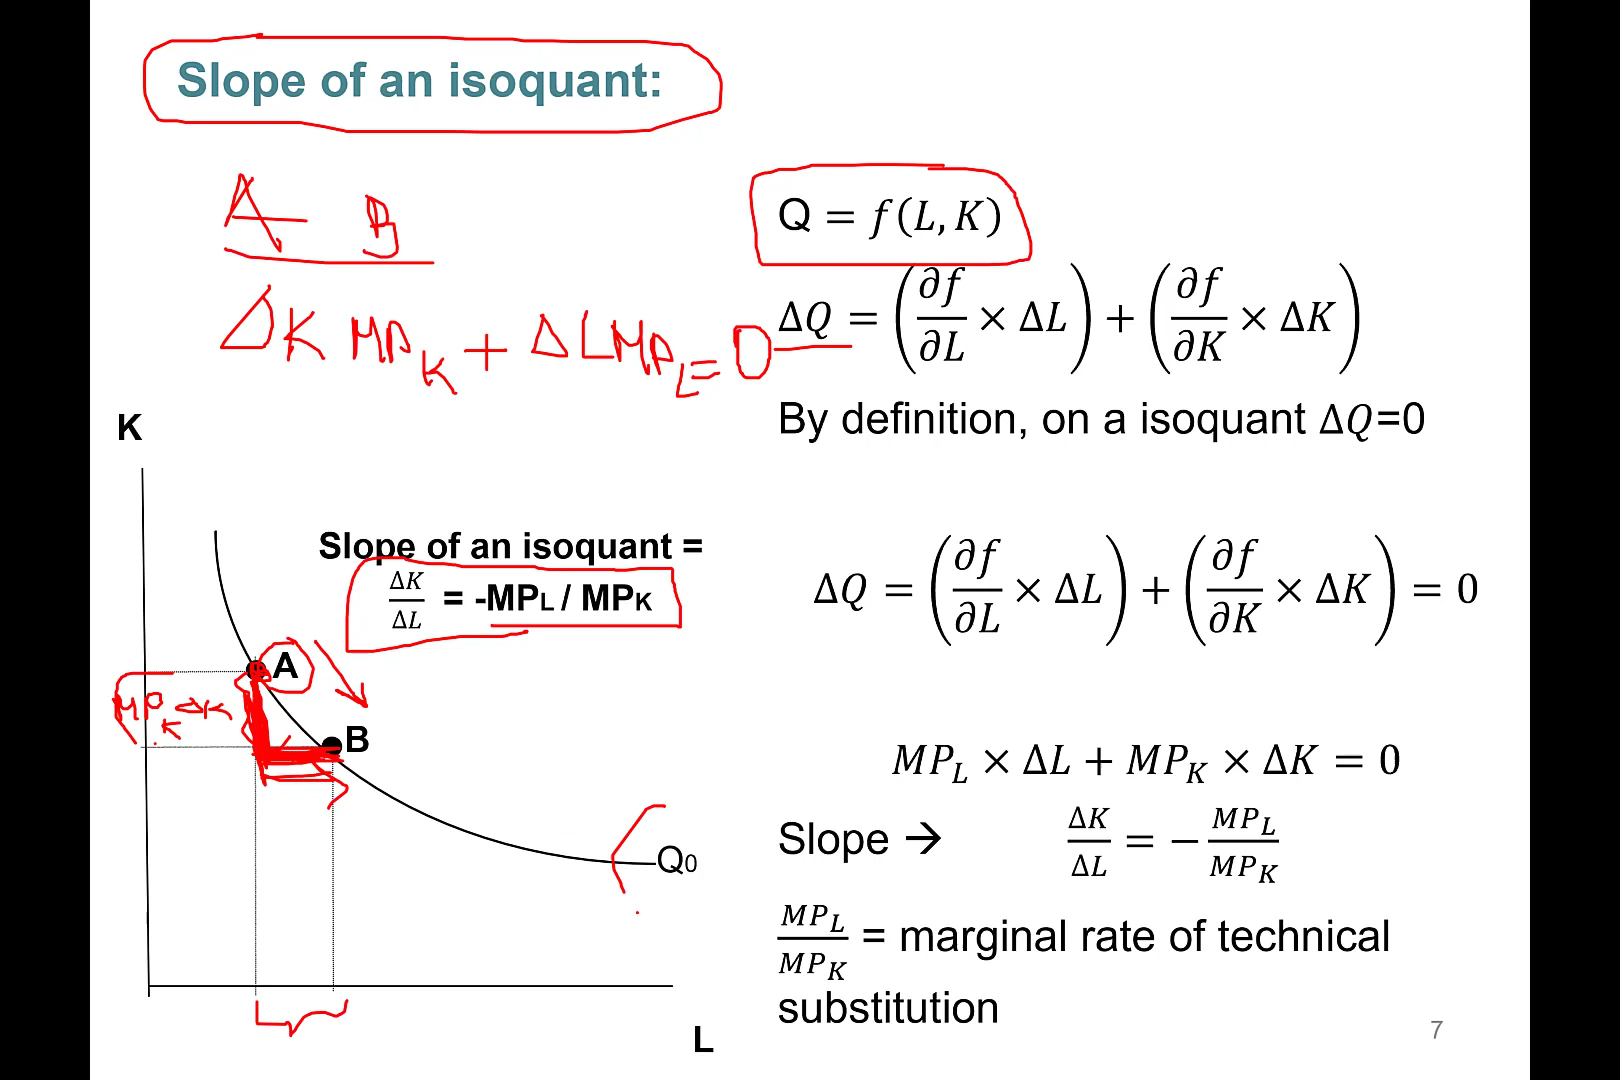 Slope of an isoquant:
A B
ΔK MP_K + ΔL MP_L = 0
Q = f(L, K)
ΔQ = (∂f/∂L × ΔL) + (∂f/∂K × ΔK)
By definition, on a isoquant ΔQ=0
ΔQ = (∂f/∂L × ΔL) + (∂f/∂K × ΔK) = 0
MP_L × ΔL + MP_K × ΔK = 0
Slope → ΔK/ΔL = − MP_L/MP_K
MP_L/MP_K = marginal rate of technical
substitution
K
Slope of an isoquant =
ΔK/ΔL = -MPL / MPK
A
MP_K ΔK
B
Q0
L
7